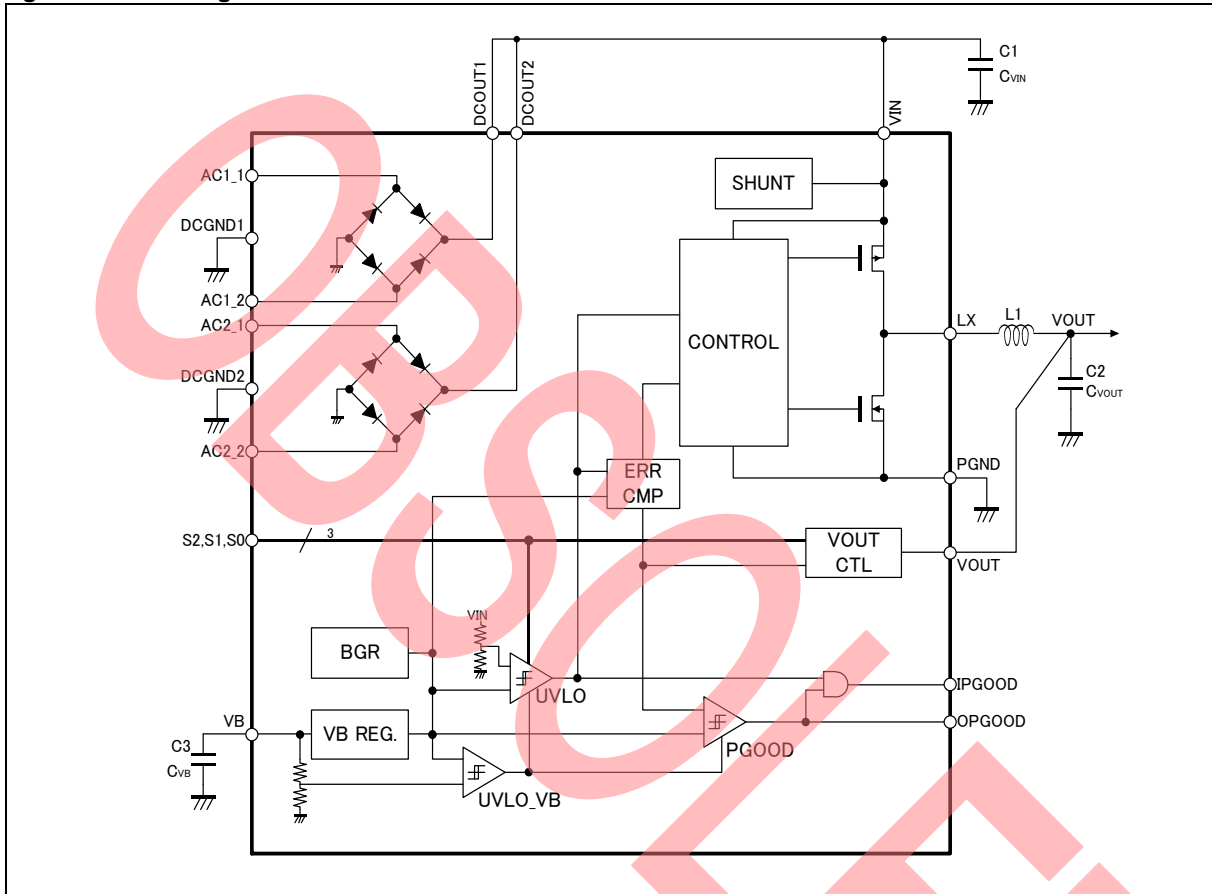 C1
CVIN
DCOUT1
DCOUT2
VIN
AC1_1
SHUNT
DCGND1
AC1_2
AC2_1
LX
L1
VOUT
CONTROL
C2
CVOUT
DCGND2
AC2_2
PGND
ERR
CMP
S2,S1,S0
3
VOUT
CTL
VOUT
VIN
BGR
UVLO
IPGOOD
VB
VB REG.
OPGOOD
C3
CVB
PGOOD
UVLO_VB
OBSOLE